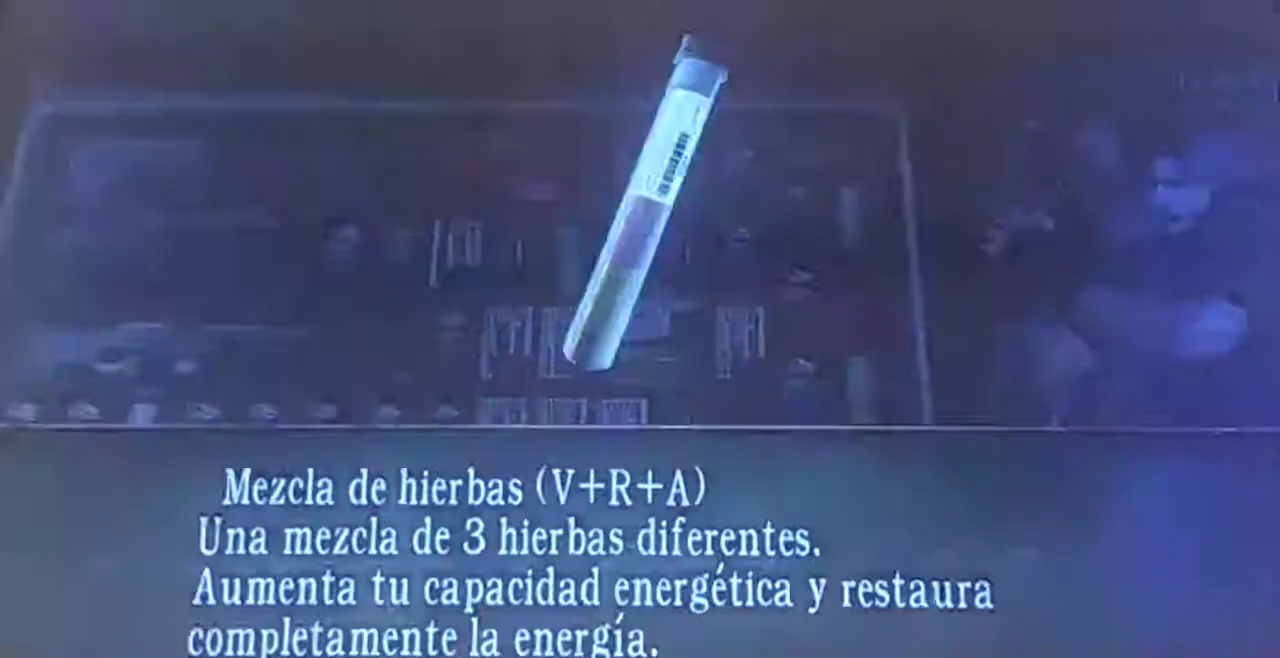 Mezcla de hierbas (V+R+A)
Una mezcla de 3 hierbas diferentes.
Aumenta tu capacidad energética y restaura
completamente la energía.